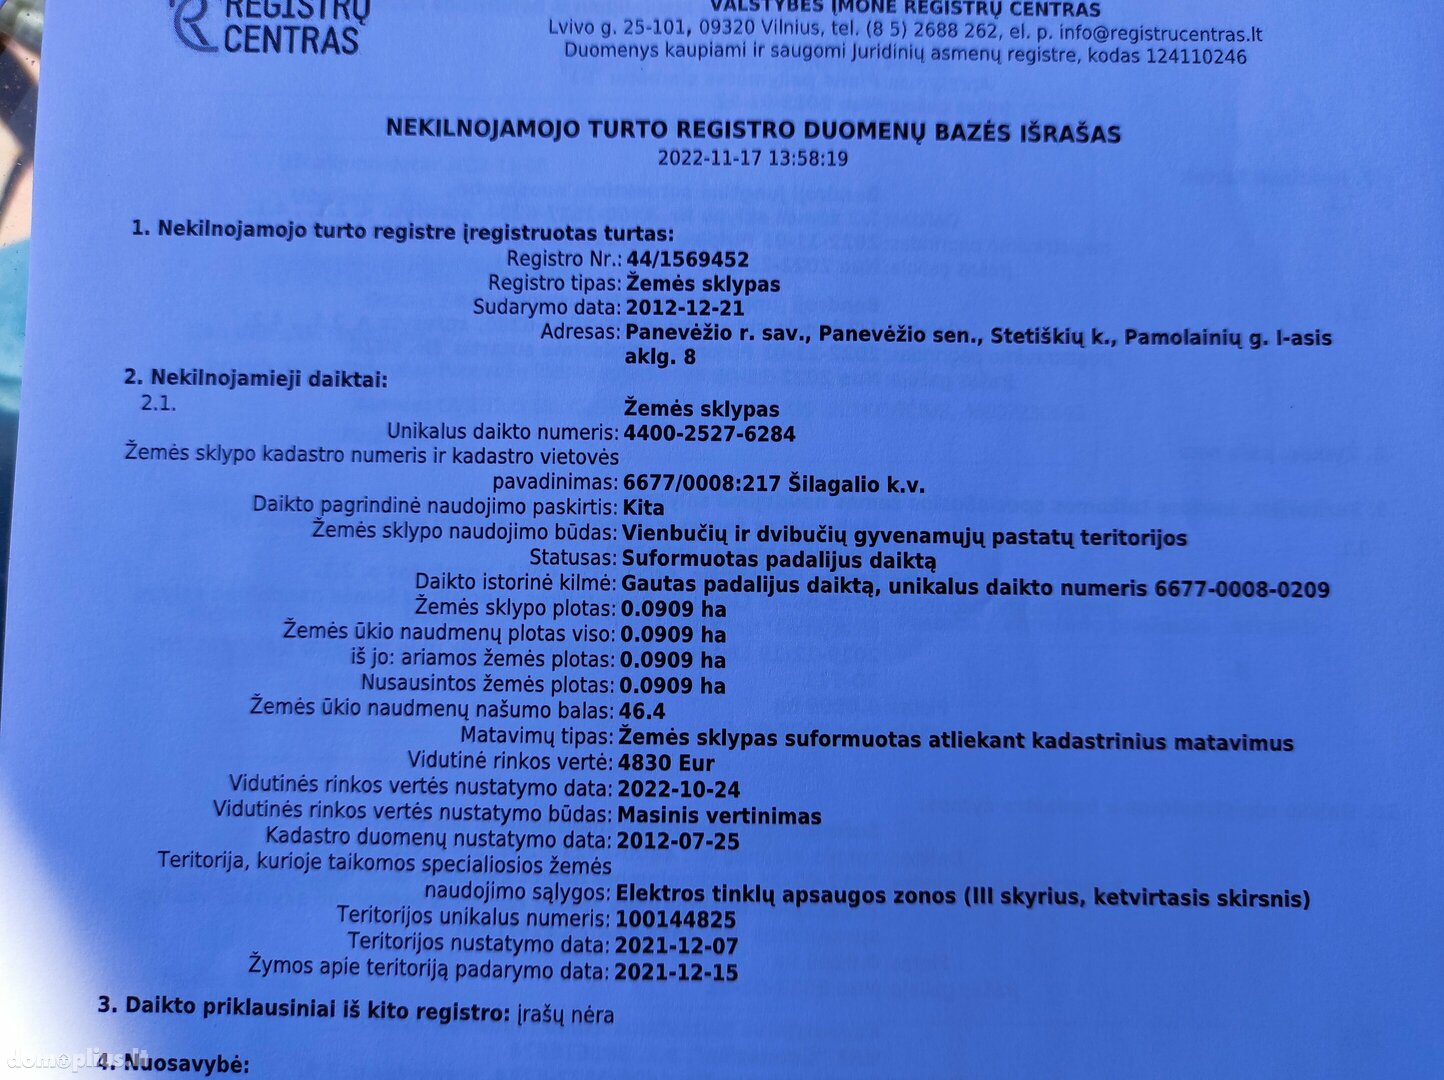 REGISTRŲ
CENTRAS
VALSTYBĖS ĮMONĖ REGISTRŲ CENTRAS
Lvivo g. 25-101, 09320 Vilnius, tel. (8 5) 2688 262, el. p. info@registrucentras.lt
Duomenys kaupiami ir saugomi Juridinių asmenų registre, kodas 124110246
NEKILNOJAMOJO TURTO REGISTRO DUOMENŲ BAZĖS IŠRAŠAS
2022-11-17 13:58:19
1. Nekilnojamojo turto registre įregistruotas turtas:
Registro Nr.: 44/1569452
Registro tipas: Žemės sklypas
Sudarymo data: 2012-12-21
Adresas: Panevėžio r. sav., Panevėžio sen., Stetiškių k., Pamolainių g. I-asis
aklg. 8
2. Nekilnojamieji daiktai:
2.1. Žemės sklypas
Unikalus daikto numeris: 4400-2527-6284
Žemės sklypo kadastro numeris ir kadastro vietovės
pavadinimas: 6677/0008:217 Šilagalio k.v.
Daikto pagrindinė naudojimo paskirtis: Kita
Žemės sklypo naudojimo būdas: Vienbučių ir dvibučių gyvenamųjų pastatų teritorijos
Statusas: Suformuotas padalijus daiktą
Daikto istorinė kilmė: Gautas padalijus daiktą, unikalus daikto numeris 6677-0008-0209
Žemės sklypo plotas: 0.0909 ha
Žemės ūkio naudmenų plotas viso: 0.0909 ha
iš jo: ariamos žemės plotas: 0.0909 ha
Nusausintos žemės plotas: 0.0909 ha
Žemės ūkio naudmenų našumo balas: 46.4
Matavimų tipas: Žemės sklypas suformuotas atliekant kadastrinius matavimus
Vidutinė rinkos vertė: 4830 Eur
Vidutinės rinkos vertės nustatymo data: 2022-10-24
Vidutinės rinkos vertės nustatymo būdas: Masinis vertinimas
Kadastro duomenų nustatymo data: 2012-07-25
Teritorija, kurioje taikomos specialiosios žemės
naudojimo sąlygos: Elektros tinklų apsaugos zonos (III skyrius, ketvirtasis skirsnis)
Teritorijos unikalus numeris: 100144825
Teritorijos nustatymo data: 2021-12-07
Žymos apie teritoriją padarymo data: 2021-12-15
3. Daikto priklausiniai iš kito registro: įrašų nėra
4. Nuosavybė:
domoplius.lt